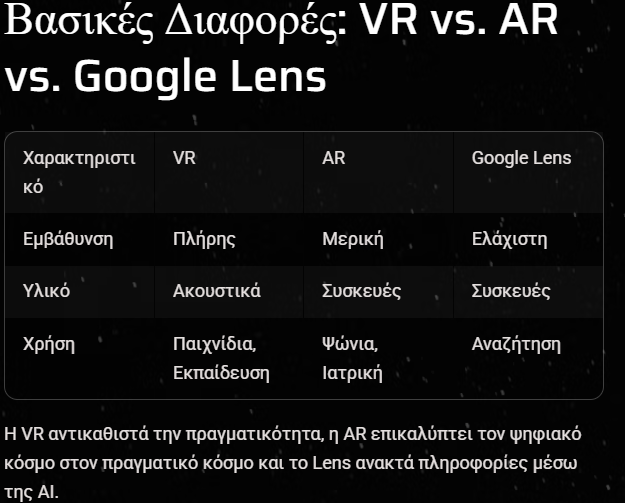 Βασικές Διαφορές: VR vs. AR
vs. Google Lens
Χαρακτηριστι
κό
VR
AR
Google Lens
Εμβάθυνση
Πλήρης
Μερική
Ελάχιστη
Υλικό
Ακουστικά
Συσκευές
Συσκευές
Χρήση
Παιχνίδια,
Εκπαίδευση
Ψώνια,
Ιατρική
Αναζήτηση
Η VR αντικαθιστά την πραγματικότητα, η AR επικαλύπτει τον ψηφιακό
κόσμο στον πραγματικό κόσμο και το Lens ανακτά πληροφορίες μέσω
της AI.